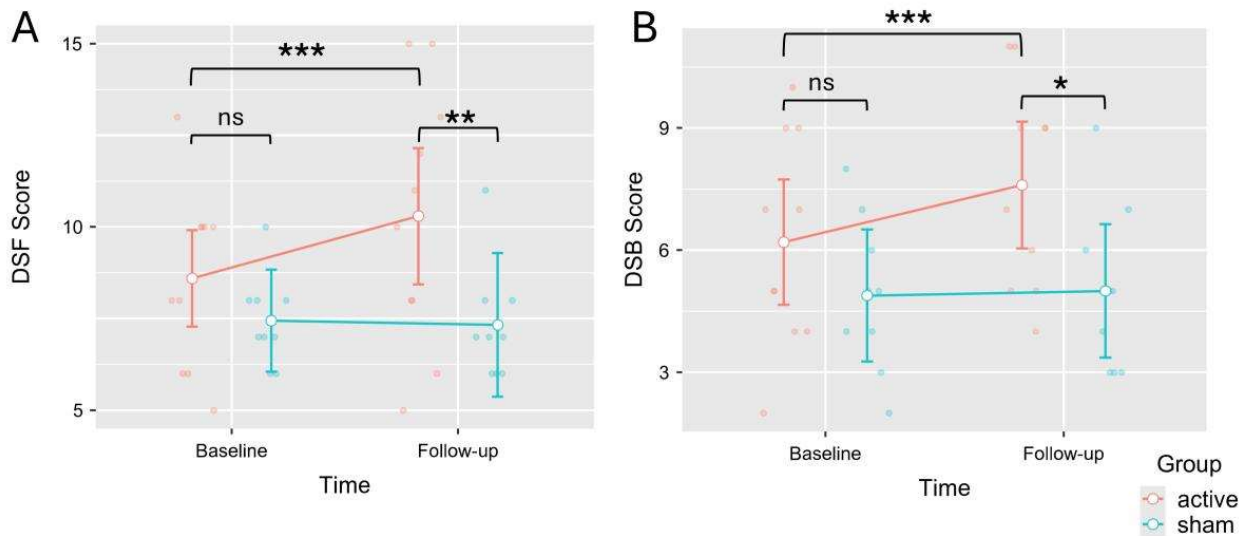 A
DSF Score
15
10
5
***
ns
**
Baseline
Follow-up
Time
B
DSB Score
9
6
3
***
ns
*
Baseline
Follow-up
Time
Group
active
sham